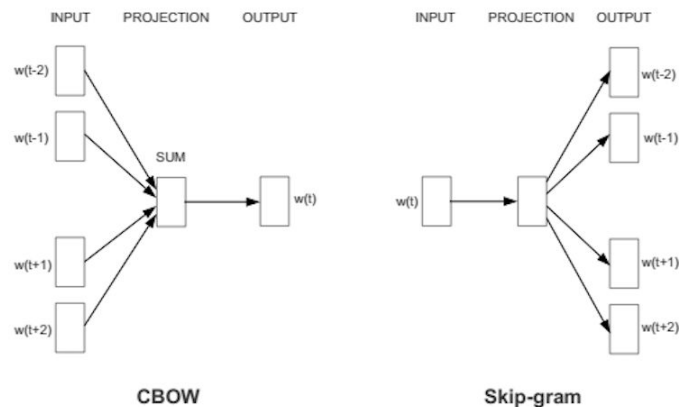 INPUT PROJECTION OUTPUT
w(t-2)
w(t-1)
SUM
w(t)
w(t+1)
w(t+2)
CBOW
INPUT PROJECTION OUTPUT
w(t-2)
w(t-1)
w(t)
w(t+1)
w(t+2)
Skip-gram